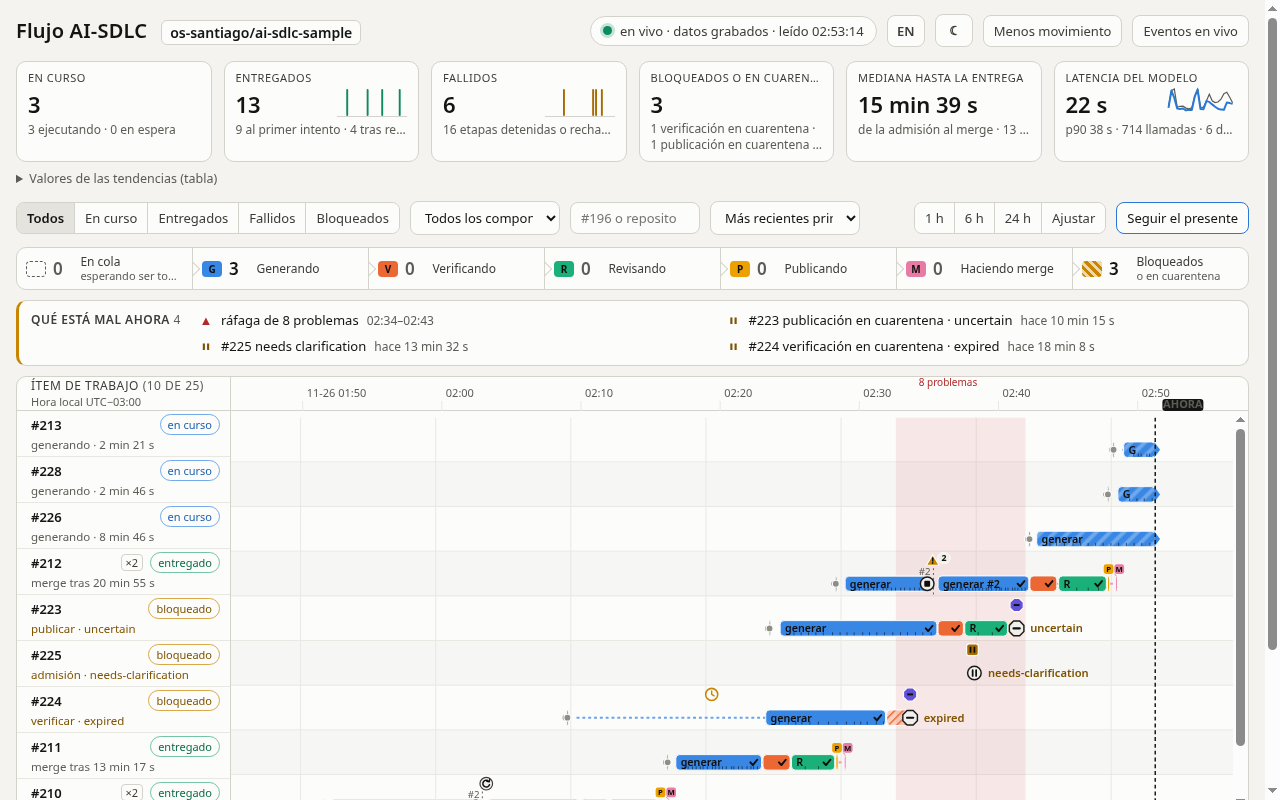 Flujo AI-SDLC
os-santiago/ai-sdlc-sample
en vivo · datos grabados · leído 02:53:14
EN
Menos movimiento
Eventos en vivo
EN CURSO
3
3 ejecutando · 0 en espera
ENTREGADOS
13
9 al primer intento · 4 tras re...
FALLIDOS
6
16 etapas detenidas o recha...
BLOQUEADOS O EN CUAREN...
3
1 verificación en cuarentena ·
1 publicación en cuarentena ...
MEDIANA HASTA LA ENTREGA
15 min 39 s
de la admisión al merge · 13 ...
LATENCIA DEL MODELO
22 s
p90 38 s · 714 llamadas · 6 d...
Valores de las tendencias (tabla)
Todos
En curso
Entregados
Fallidos
Bloqueados
Todos los compor
#196 o reposito
Más recientes prir
1 h
6 h
24 h
Ajustar
Seguir el presente
0 En cola
esperando ser to...
G 3 Generando
V 0 Verificando
R 0 Revisando
P 0 Publicando
M 0 Haciendo merge
3 Bloqueados
o en cuarentena
QUÉ ESTÁ MAL AHORA 4
ráfaga de 8 problemas 02:34–02:43
#223 publicación en cuarentena · uncertain hace 10 min 15 s
#225 needs clarification hace 13 min 32 s
#224 verificación en cuarentena · expired hace 18 min 8 s
ÍTEM DE TRABAJO (10 DE 25)
Hora local UTC−03:00
8 problemas
11-26 01:50
02:00
02:10
02:20
02:30
02:40
02:50
AHORA
#213 en curso
generando · 2 min 21 s
G
#228 en curso
generando · 2 min 46 s
G
#226 en curso
generando · 8 min 46 s
generar
#212 ×2 entregado
merge tras 20 min 55 s
2
#2
P M
generar
generar #2
R
#223 bloqueado
publicar · uncertain
generar
R
uncertain
#225 bloqueado
admisión · needs-clarification
needs-clarification
#224 bloqueado
verificar · expired
generar
expired
#211 entregado
merge tras 13 min 17 s
P M
generar
R
#210 ×2 entregado
#2
P M